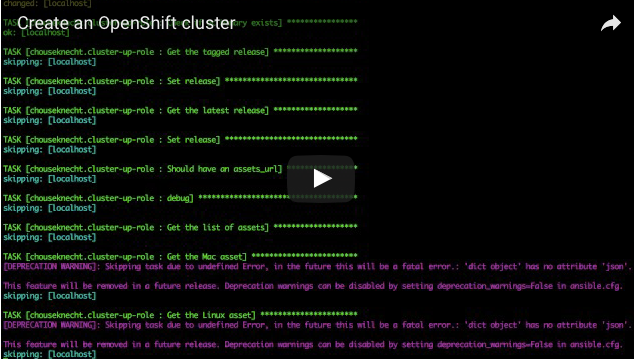 changed: [localhost]
Create an OpenShift cluster
ok: [localhost]
TASK [chouseknecht.cluster-up-role : Get the tagged release] *****************
skipping: [localhost]
TASK [chouseknecht.cluster-up-role : Set release] ****************************
skipping: [localhost]
TASK [chouseknecht.cluster-up-role : Get the latest release] *****************
skipping: [localhost]
TASK [chouseknecht.cluster-up-role : Set release] ****************************
skipping: [localhost]
TASK [chouseknecht.cluster-up-role : Should have an assets_url]
skipping: [localhost]
TASK [chouseknecht.cluster-up-role : debug] **********************************
skipping: [localhost]
TASK [chouseknecht.cluster-up-role : Get the list of assets] *****************
skipping: [localhost]
TASK [chouseknecht.cluster-up-role : Get the Mac asset] **********************
[DEPRECATION WARNING]: Skipping task due to undefined Error, in the future this will be a fatal error.: 'dict object' has no attribute 'json'.
This feature will be removed in a future release. Deprecation warnings can be disabled by setting deprecation_warnings=False in ansible.cfg.
skipping: [localhost]
TASK [chouseknecht.cluster-up-role : Get the Linux asset] ********************
[DEPRECATION WARNING]: Skipping task due to undefined Error, in the future this will be a fatal error.: 'dict object' has no attribute 'json'.
This feature will be removed in a future release. Deprecation warnings can be disabled by setting deprecation_warnings=False in ansible.cfg.
skipping: [localhost]